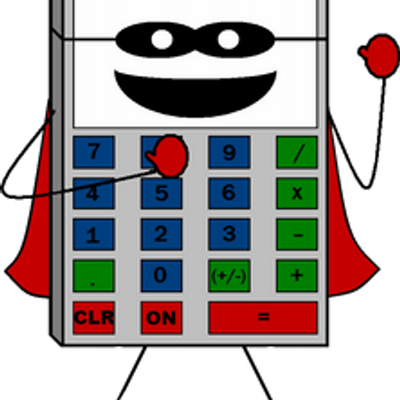 7 9 /
4 5 6 x
1 2 3 -
. 0 (+/-) +
CLR ON =